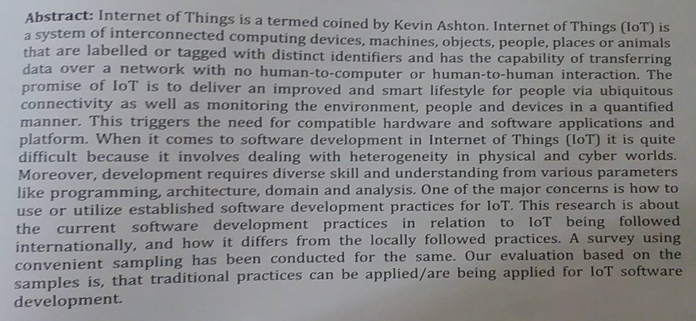 Abstract: Internet of Things is a termed coined by Kevin Ashton. Internet of Things (IoT) is
a system of interconnected computing devices, machines, objects, people, places or animals
that are labelled or tagged with distinct identifiers and has the capability of transferring
data over a network with no human-to-computer or human-to-human interaction. The
promise of IoT is to deliver an improved and smart lifestyle for people via ubiquitous
connectivity as well as monitoring the environment, people and devices in a quantified
manner. This triggers the need for compatible hardware and software applications and
platform. When it comes to software development in Internet of Things (IoT) it is quite
difficult because it involves dealing with heterogeneity in physical and cyber worlds.
Moreover, development requires diverse skill and understanding from various parameters
like programming, architecture, domain and analysis. One of the major concerns is how to
use or utilize established software development practices for IoT. This research is about
the current software development practices in relation to IoT being followed
internationally, and how it differs from the locally followed practices. A survey using
convenient sampling has been conducted for the same. Our evaluation based on the
samples is, that traditional practices can be applied/are being applied for IoT software
development.